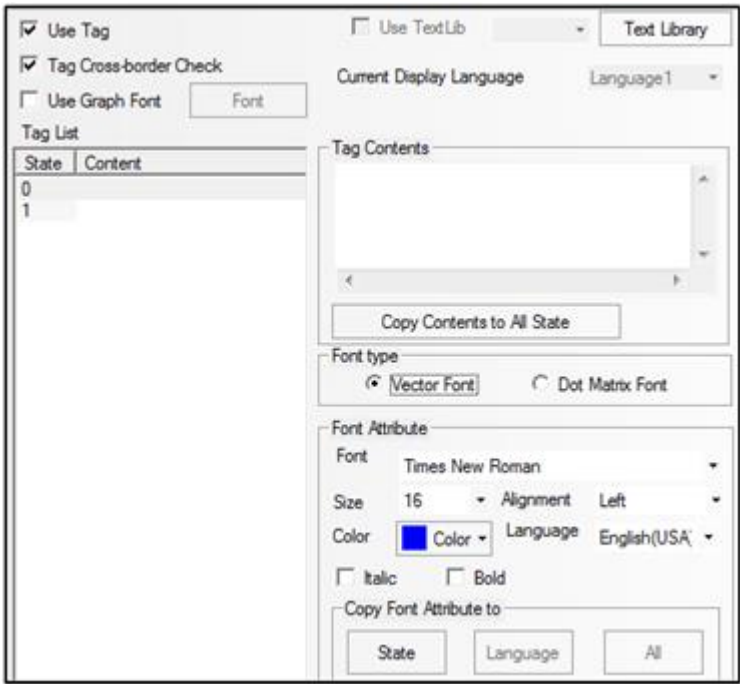 Use Tag
Use TextLib
Text Library
Tag Cross-border Check
Current Display Language
Language1
Use Graph Font
Font
Tag List
State Content
0
1
Tag Contents
Copy Contents to All State
Font type
Vector Font
Dot Matrix Font
Font Attribute
Font
Times New Roman
Size
16
Alignment
Left
Color
Color
Language
English(USA)
Italic
Bold
Copy Font Attribute to
State
Language
All